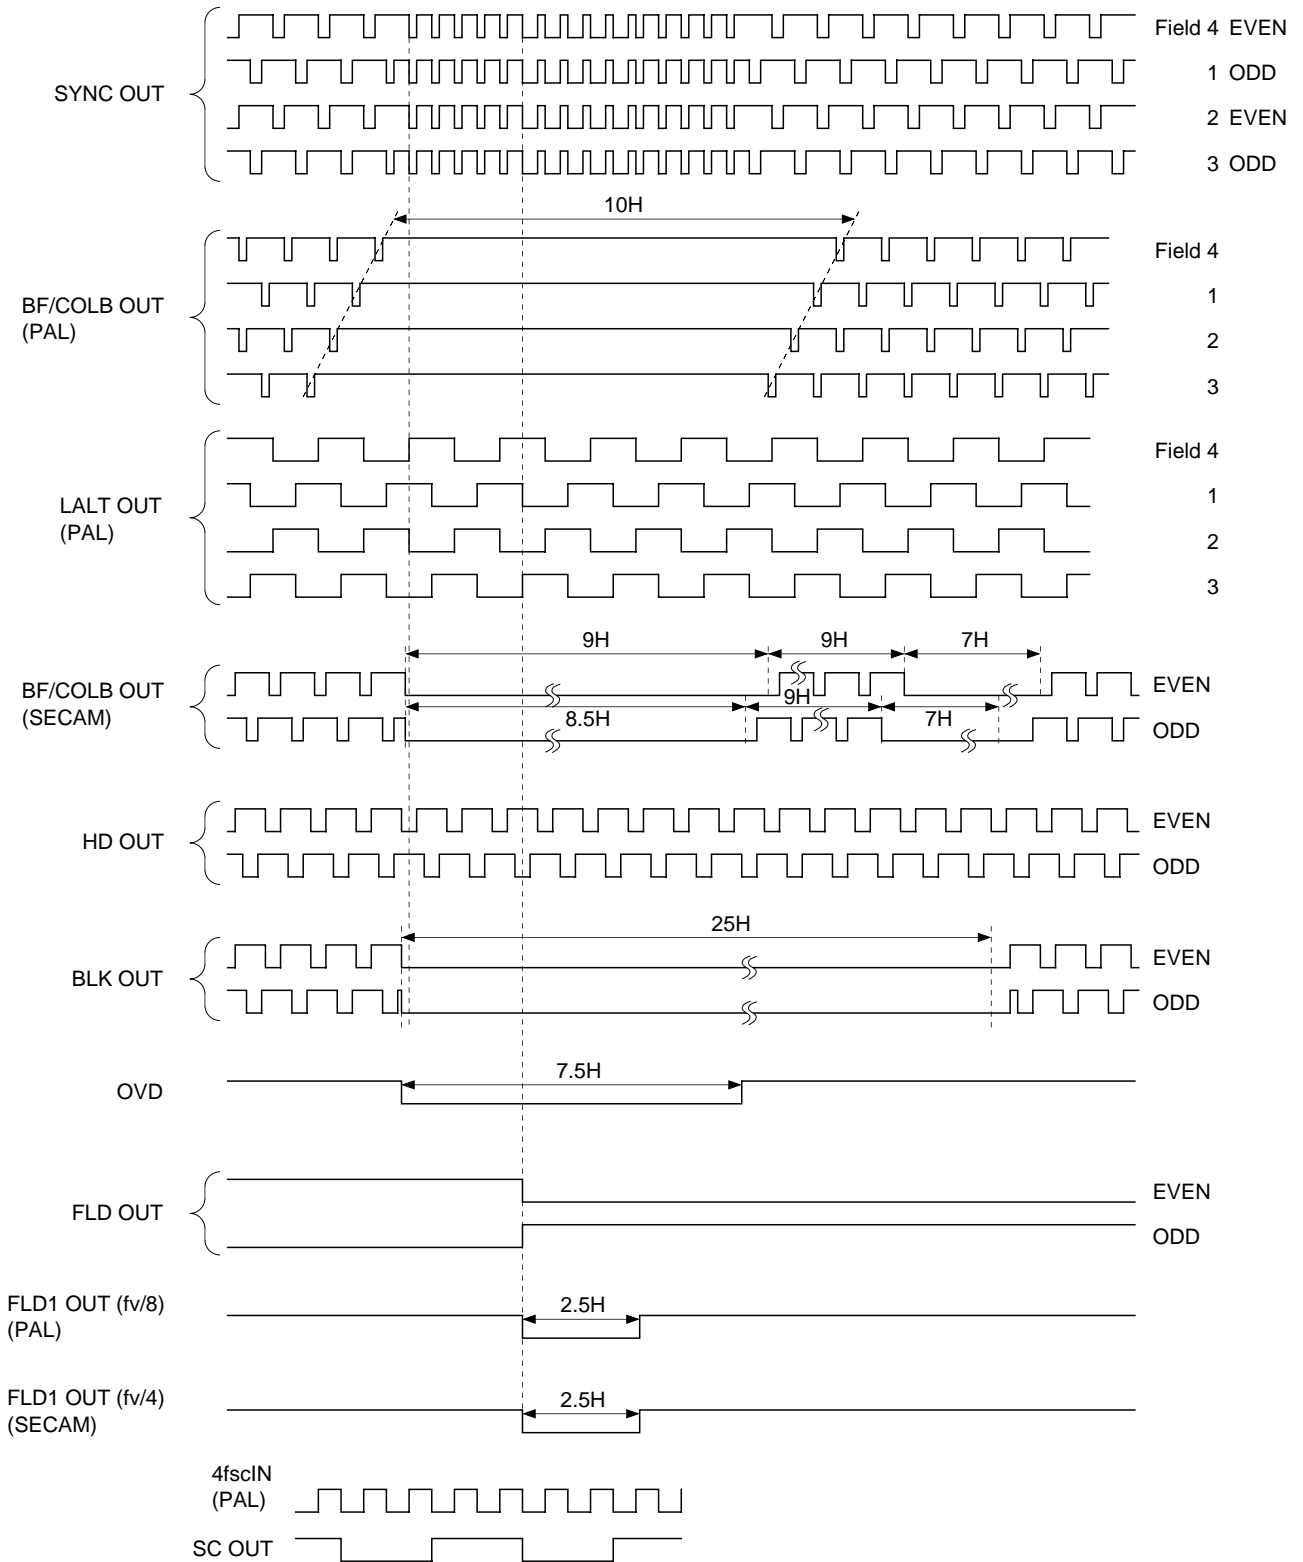 SYNC OUT
Field 4 EVEN
1 ODD
2 EVEN
3 ODD
10H
BF/COLB OUT
(PAL)
Field 4
1
2
3
LALT OUT
(PAL)
Field 4
1
2
3
9H
9H
7H
BF/COLB OUT
(SECAM)
EVEN
9H
8.5H
7H
ODD
HD OUT
EVEN
ODD
25H
BLK OUT
EVEN
ODD
7.5H
OVD
FLD OUT
EVEN
ODD
FLD1 OUT (fv/8)
(PAL)
2.5H
FLD1 OUT (fv/4)
(SECAM)
2.5H
4fscIN
(PAL)
SC OUT